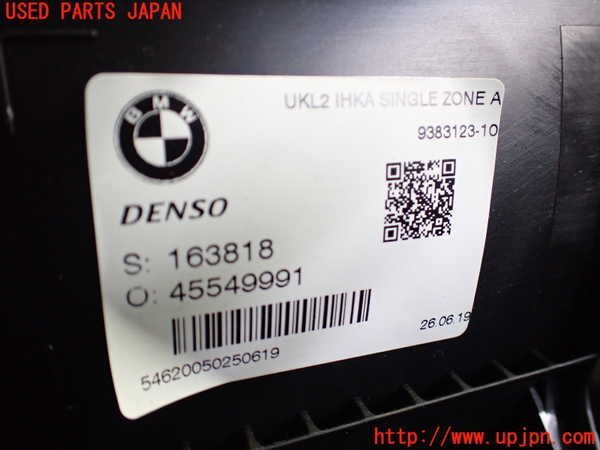 USED PARTS JAPAN
BMW
UKL2 IHKA SINGLE ZONE A
9383123-10
DENSO
S: 163818
O: 45549991
26.06.19
54620050250619
http://www.upjpn.com/